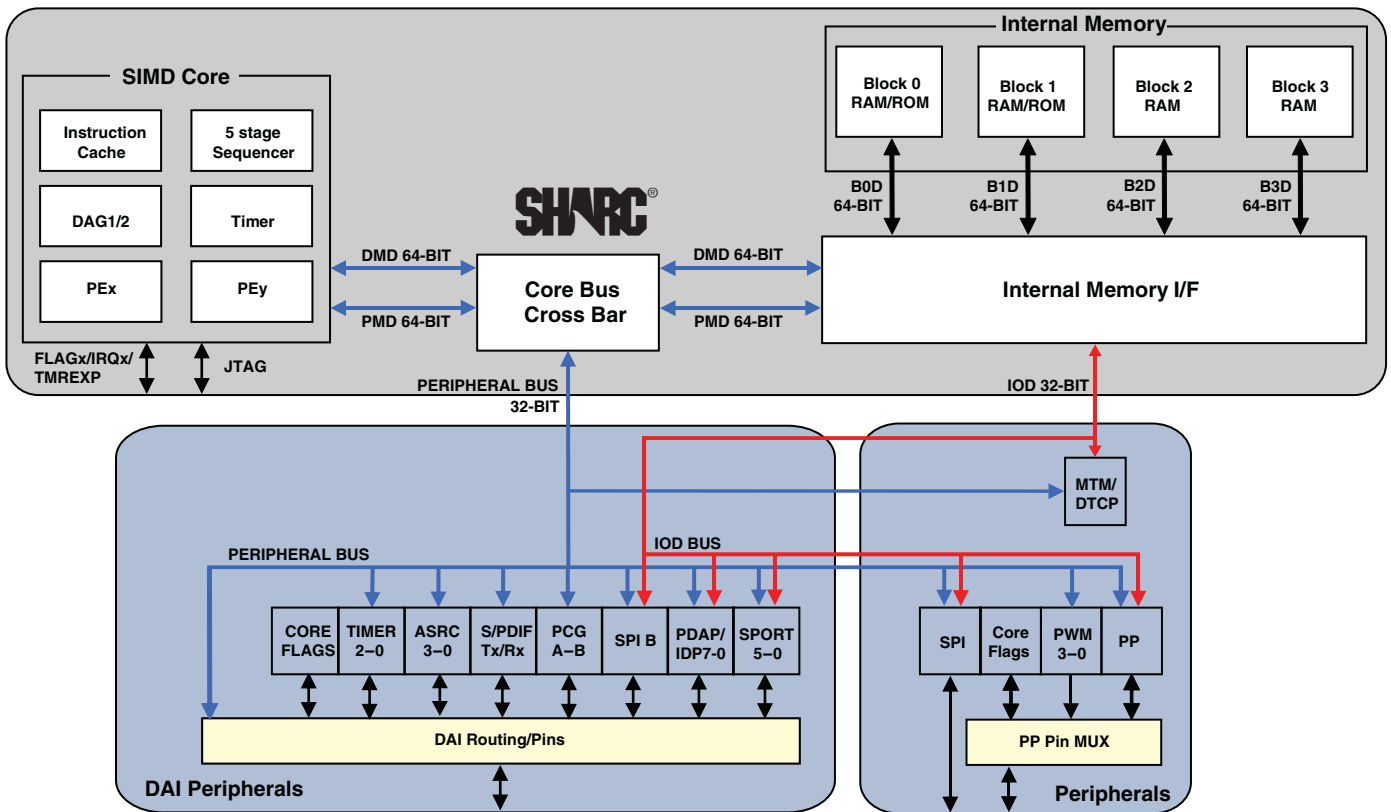 Internal Memory
SIMD Core
Block 0
RAM/ROM
Block 1
RAM/ROM
Block 2
RAM
Block 3
RAM
Instruction
Cache
5 stage
Sequencer
DAG1/2
Timer
PEx
PEy
SHARC®
B0D
64-BIT
B1D
64-BIT
B2D
64-BIT
B3D
64-BIT
DMD 64-BIT
PMD 64-BIT
Core Bus
Cross Bar
DMD 64-BIT
PMD 64-BIT
Internal Memory I/F
FLAGx/IRQx/
TMREXP
JTAG
PERIPHERAL BUS
32-BIT
IOD 32-BIT
MTM/
DTCP
PERIPHERAL BUS
IOD BUS
CORE
FLAGS
TIMER
2–0
ASRC
3–0
S/PDIF
Tx/Rx
PCG
A–B
SPI B
PDAP/
IDP7-0
SPORT
5–0
SPI
Core
Flags
PWM
3–0
PP
DAI Routing/Pins
PP Pin MUX
DAI Peripherals
Peripherals